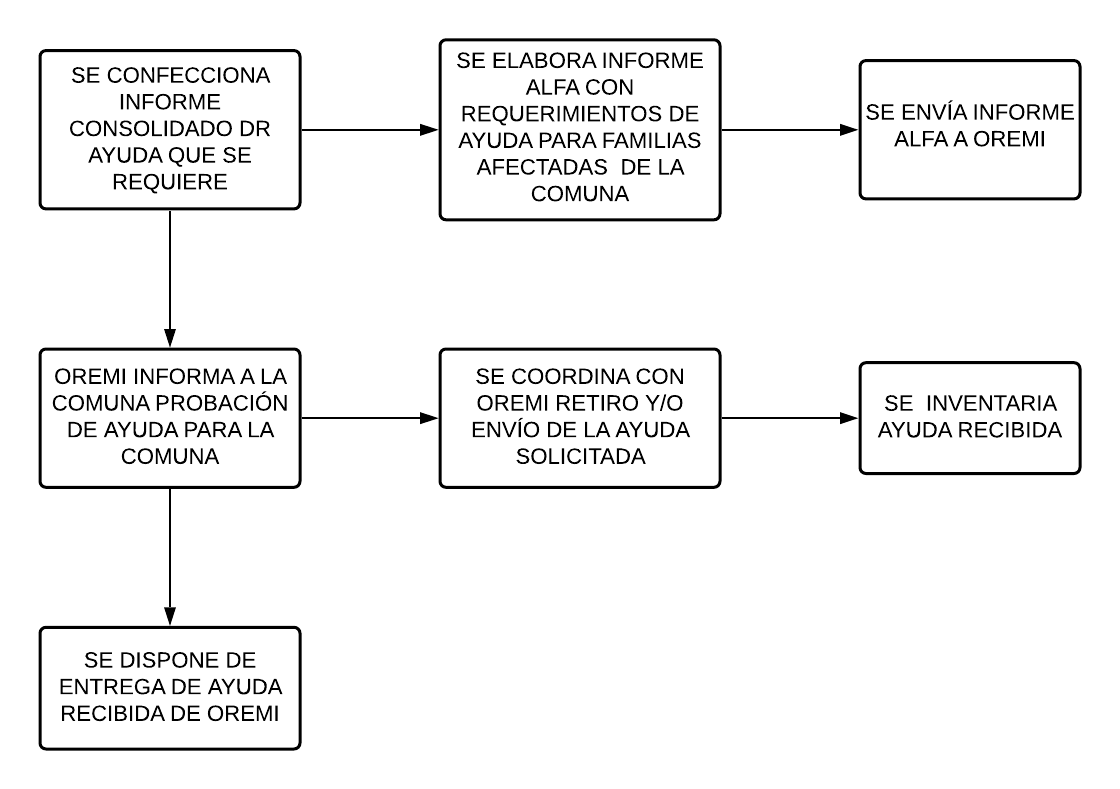 SE CONFECCIONA
INFORME
CONSOLIDADO DR
AYUDA QUE SE
REQUIERE
SE ELABORA INFORME
ALFA CON
REQUERIMIENTOS DE
AYUDA PARA FAMILIAS
AFECTADAS  DE LA
COMUNA
SE ENVÍA INFORME
ALFA A OREMI
OREMI INFORMA A LA
COMUNA PROBACIÓN
DE AYUDA PARA LA
COMUNA
SE COORDINA CON
OREMI RETIRO Y/O
ENVÍO DE LA AYUDA
SOLICITADA
SE  INVENTARIA
AYUDA RECIBIDA
SE DISPONE DE
ENTREGA DE AYUDA
RECIBIDA DE OREMI